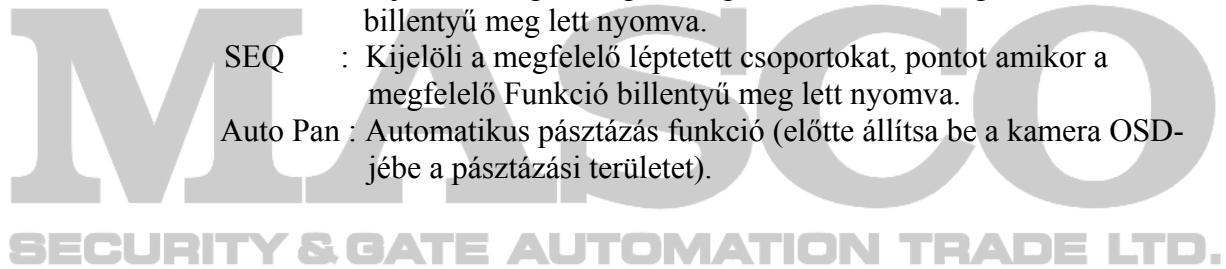 billentyű meg lett nyomva.
SEQ : Kijelöli a megfelelő léptetett csoportokat, pontot amikor a
megfelelő Funkció billentyű meg lett nyomva.
Auto Pan : Automatikus pásztázás funkció (előtte állítsa be a kamera OSD-
jébe a pásztázási területet).
MASCO
SECURITY & GATE AUTOMATION TRADE LTD.